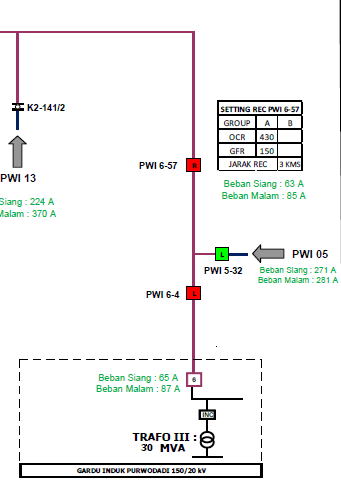 K2-141/2
PWI 13
Siang : 224 A
Malam : 370 A
SETTING REC PWI 6-57
GROUP A B
OCR 430
GFR 150
JARAK REC 3 KMS
PWI 6-57
Beban Siang : 63 A
Beban Malam : 85 A
L
PWI 05
PWI 5-32
Beban Siang : 271 A
Beban Malam : 281 A
PWI 6-4
L
Beban Siang : 65 A
Beban Malam : 87 A
6
INC
TRAFO III :
30 MVA
GARDU INDUK PURWODADI 150/20 kV